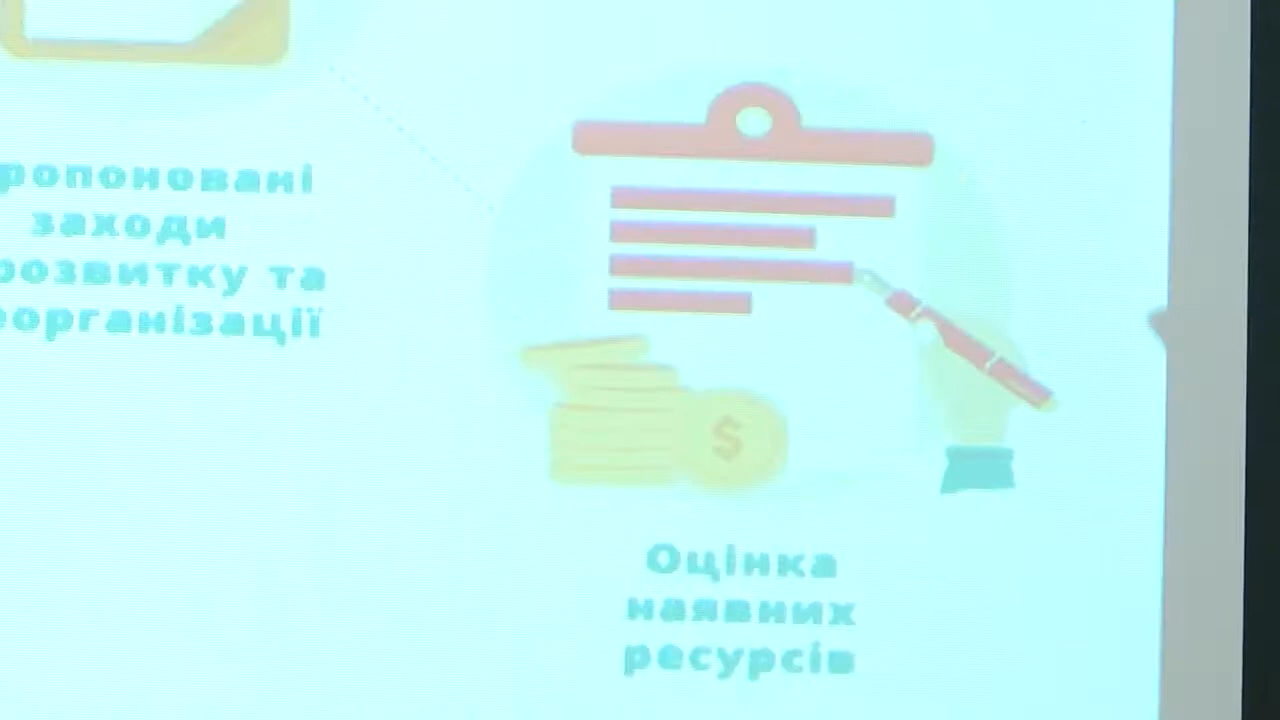 ропоновані
заходи
розвитку та
організації
$
Оцінка
наявних
ресурсів